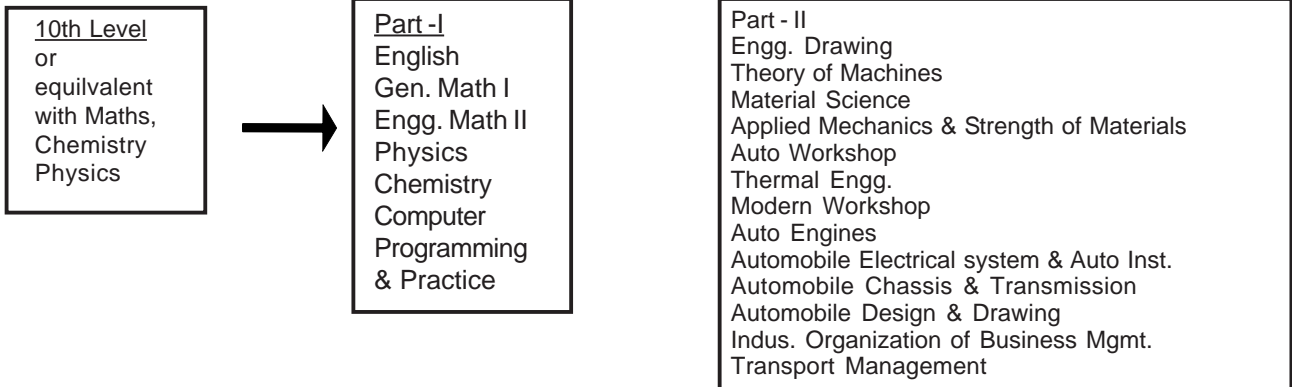 10th Level
or
equilvalent
with Maths,
Chemistry
Physics
Part -I
English
Gen. Math I
Engg. Math II
Physics
Chemistry
Computer
Programming
& Practice
Part - II
Engg. Drawing
Theory of Machines
Material Science
Applied Mechanics & Strength of Materials
Auto Workshop
Thermal Engg.
Modern Workshop
Auto Engines
Automobile Electrical system & Auto Inst.
Automobile Chassis & Transmission
Automobile Design & Drawing
Indus. Organization of Business Mgmt.
Transport Management